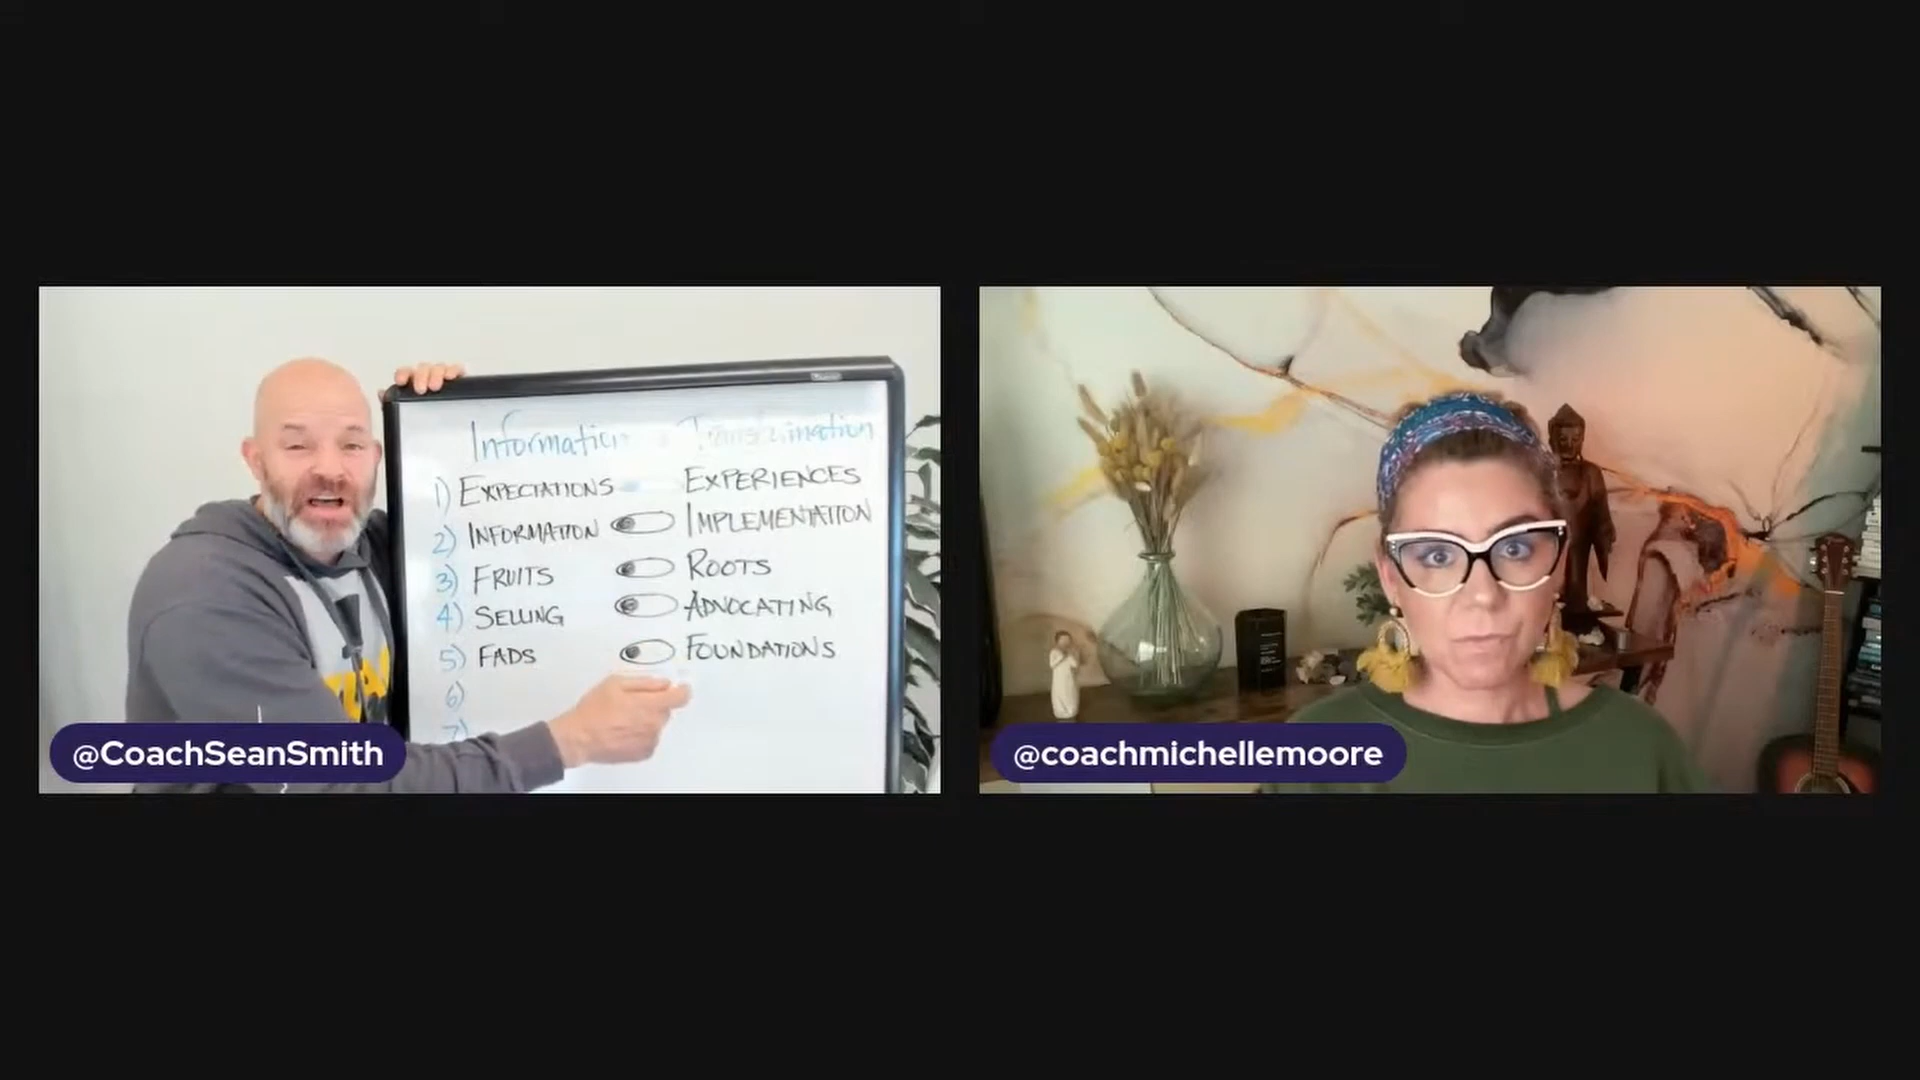 Information Transformation
1) EXPECTATIONS EXPERIENCES
2) INFORMATION IMPLEMENTATION
3) FRUITS ROOTS
4) SELLING ADVOCATING
5) FADS FOUNDATIONS
6)
7)
@CoachSeanSmith
@coachmichellemoore